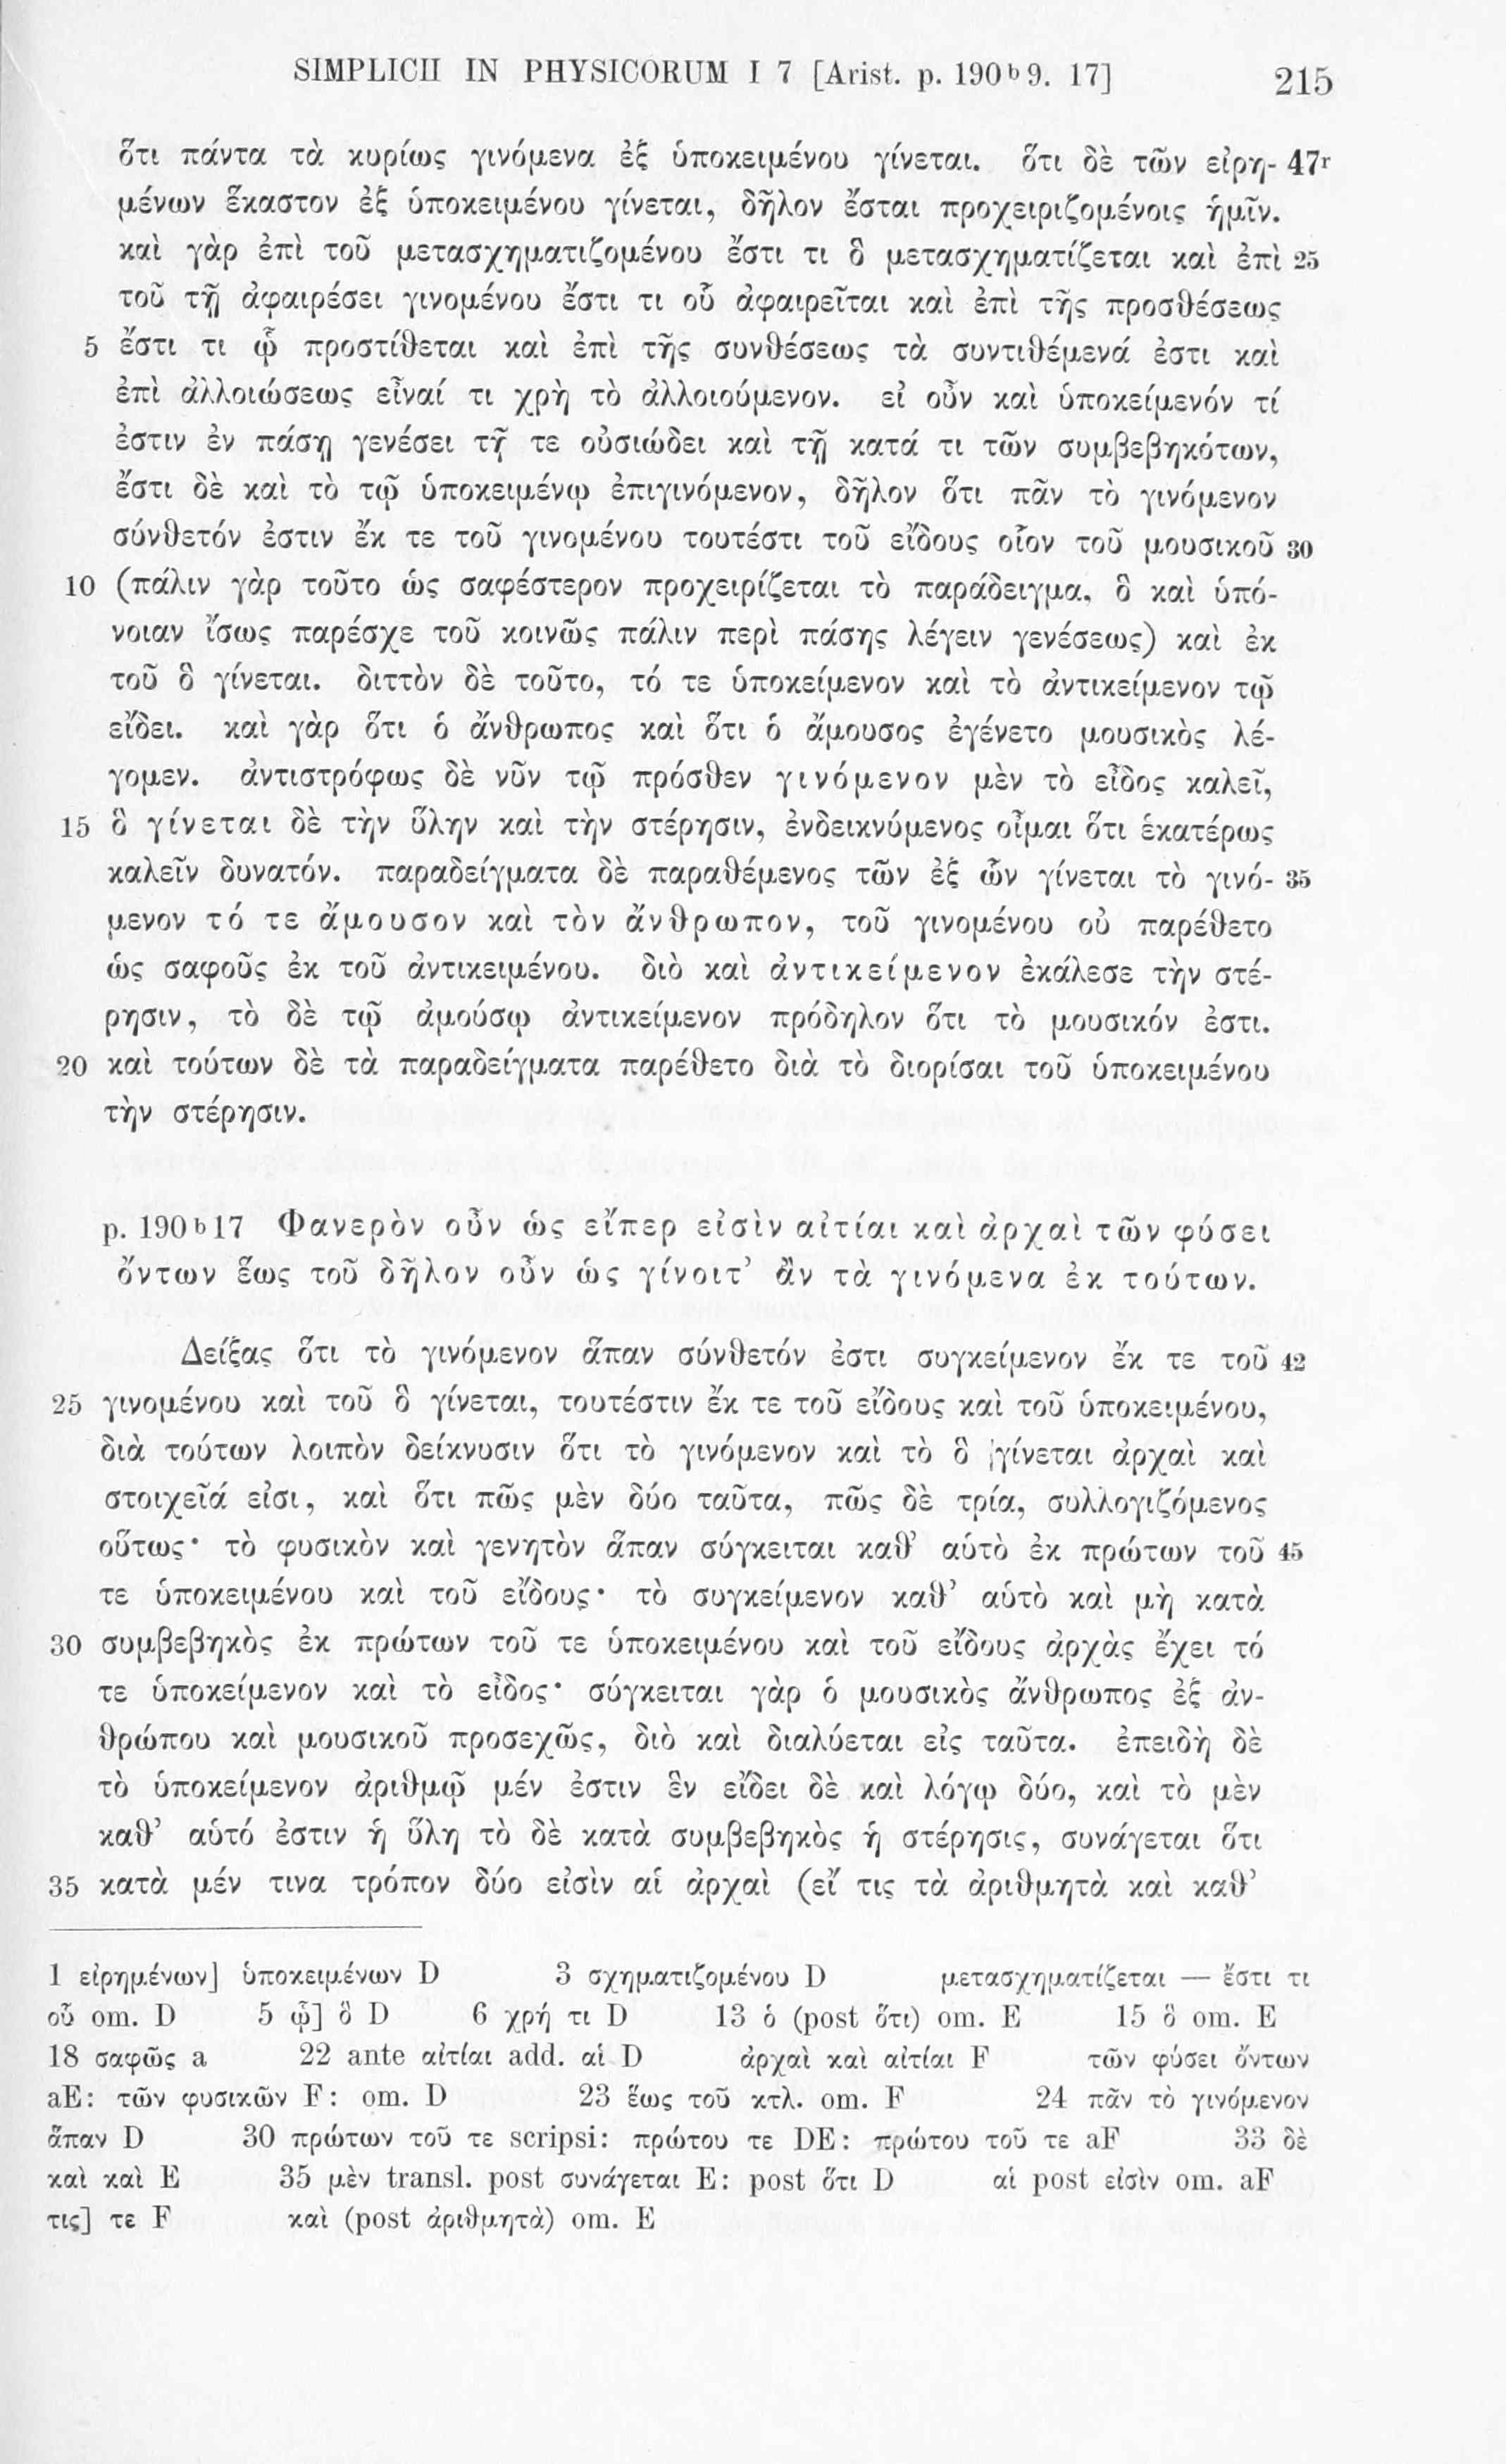 SIMPLICII IN PHYSICORUM I 7 [Arist. p. 190ᵇ9. 17] 215
ὅτι πάντα τὰ κυρίως γινόμενα ἐξ ὑποκειμένου γίνεται. ὅτι δὲ τῶν εἰρη- 47ʳ
μένων ἕκαστον ἐξ ὑποκειμένου γίνεται, δῆλον ἔσται προχειριζομένοις ἡμῖν.
καὶ γὰρ ἐπὶ τοῦ μετασχηματιζομένου ἔστι τι ὃ μετασχηματίζεται καὶ ἐπὶ 25
τοῦ τῇ ἀφαιρέσει γινομένου ἔστι τι οὗ ἀφαιρεῖται καὶ ἐπὶ τῆς προσθέσεως
5 ἔστι τι ᾧ προστίθεται καὶ ἐπὶ τῆς συνθέσεως τὰ συντιθέμενά ἐστι καὶ
ἐπὶ ἀλλοιώσεως εἶναί τι χρὴ τὸ ἀλλοιούμενον. εἰ οὖν καὶ ὑποκείμενόν τί
ἐστιν ἐν πάσῃ γενέσει τῇ τε οὐσιώδει καὶ τῇ κατά τι τῶν συμβεβηκότων,
ἔστι δὲ καὶ τὸ τῷ ὑποκειμένῳ ἐπιγινόμενον, δῆλον ὅτι πᾶν τὸ γινόμενον
σύνθετόν ἐστιν ἔκ τε τοῦ γινομένου τουτέστι τοῦ εἴδους οἷον τοῦ μουσικοῦ 30
10 (πάλιν γὰρ τοῦτο ὡς σαφέστερον προχειρίζεται τὸ παράδειγμα, ὃ καὶ ὑπό-
νοιαν ἴσως παρέσχε τοῦ κοινῶς πάλιν περὶ πάσης λέγειν γενέσεως) καὶ ἐκ
τοῦ ὃ γίνεται. διττὸν δὲ τοῦτο, τό τε ὑποκείμενον καὶ τὸ ἀντικείμενον τῷ
εἴδει. καὶ γὰρ ὅτι ὁ ἄνθρωπος καὶ ὅτι ὁ ἄμουσος ἐγένετο μουσικὸς λέ-
γομεν. ἀντιστρόφως δὲ νῦν τῷ πρόσθεν γινόμενον μὲν τὸ εἶδος καλεῖ,
15 ὃ γίνεται δὲ τὴν ὕλην καὶ τὴν στέρησιν, ἐνδεικνύμενος οἶμαι ὅτι ἑκατέρως
καλεῖν δυνατόν. παραδείγματα δὲ παραθέμενος τῶν ἐξ ὧν γίνεται τὸ γινό- 35
μενον τό τε ἄμουσον καὶ τὸν ἄνθρωπον, τοῦ γινομένου οὐ παρέθετο
ὡς σαφοῦς ἐκ τοῦ ἀντικειμένου. διὸ καὶ ἀντικείμενον ἐκάλεσε τὴν στέ-
ρησιν, τὸ δὲ τῷ ἀμούσῳ ἀντικείμενον πρόδηλον ὅτι τὸ μουσικόν ἐστι.
20 καὶ τούτων δὲ τὰ παραδείγματα παρέθετο διὰ τὸ διορίσαι τοῦ ὑποκειμένου
τὴν στέρησιν.
p. 190ᵇ17 Φανερὸν οὖν ὡς εἴπερ εἰσὶν αἰτίαι καὶ ἀρχαὶ τῶν φύσει
ὄντων ἕως τοῦ δῆλον οὖν ὡς γίνοιτ’ ἂν τὰ γινόμενα ἐκ τούτων.
Δείξας ὅτι τὸ γινόμενον ἅπαν σύνθετόν ἐστι συγκείμενον ἔκ τε τοῦ 42
25 γινομένου καὶ τοῦ ὃ γίνεται, τουτέστιν ἔκ τε τοῦ εἴδους καὶ τοῦ ὑποκειμένου,
διὰ τούτων λοιπὸν δείκνυσιν ὅτι τὸ γινόμενον καὶ τὸ ὃ γίνεται ἀρχαὶ καὶ
στοιχεῖά εἰσι, καὶ ὅτι πῶς μὲν δύο ταῦτα, πῶς δὲ τρία, συλλογιζόμενος
οὕτως· τὸ φυσικὸν καὶ γενητὸν ἅπαν σύγκειται καθ’ αὑτὸ ἐκ πρώτων τοῦ 45
τε ὑποκειμένου καὶ τοῦ εἴδους· τὸ συγκείμενον καθ’ αὑτὸ καὶ μὴ κατὰ
30 συμβεβηκὸς ἐκ πρώτων τοῦ τε ὑποκειμένου καὶ τοῦ εἴδους ἀρχὰς ἔχει τό
τε ὑποκείμενον καὶ τὸ εἶδος· σύγκειται γὰρ ὁ μουσικὸς ἄνθρωπος ἐξ ἀν-
θρώπου καὶ μουσικοῦ προσεχῶς, διὸ καὶ διαλύεται εἰς ταῦτα. ἐπειδὴ δὲ
τὸ ὑποκείμενον ἀριθμῷ μέν ἐστιν ἓν εἴδει δὲ καὶ λόγῳ δύο, καὶ τὸ μὲν
καθ’ αὑτό ἐστιν ἡ ὕλη τὸ δὲ κατὰ συμβεβηκὸς ἡ στέρησις, συνάγεται ὅτι
35 κατὰ μέν τινα τρόπον δύο εἰσὶν αἱ ἀρχαὶ (εἴ τις τὰ ἀριθμητὰ καὶ καθ’
1 εἰρημένων] ὑποκειμένων D 3 σχηματιζομένου D μετασχηματίζεται — ἔστι τι
οὗ om. D 5 ᾧ] ὃ D 6 χρή τι D 13 ὁ (post ὅτι) om. E 15 ὃ om. E
18 σαφῶς a 22 ante αἰτίαι add. αἱ D ἀρχαὶ καὶ αἰτίαι F τῶν φύσει ὄντων
aE: τῶν φυσικῶν F: om. D 23 ἕως τοῦ κτλ. om. F 24 πᾶν τὸ γινόμενον
ἅπαν D 30 πρώτων τοῦ τε scripsi: πρώτου τε DE: πρώτου τοῦ τε aF 33 δὲ
καὶ καὶ E 35 μὲν transl. post συνάγεται E: post ὅτι D αἱ post εἰσὶν om. aF
τις] τε F καὶ (post ἀριθμητὰ) om. E